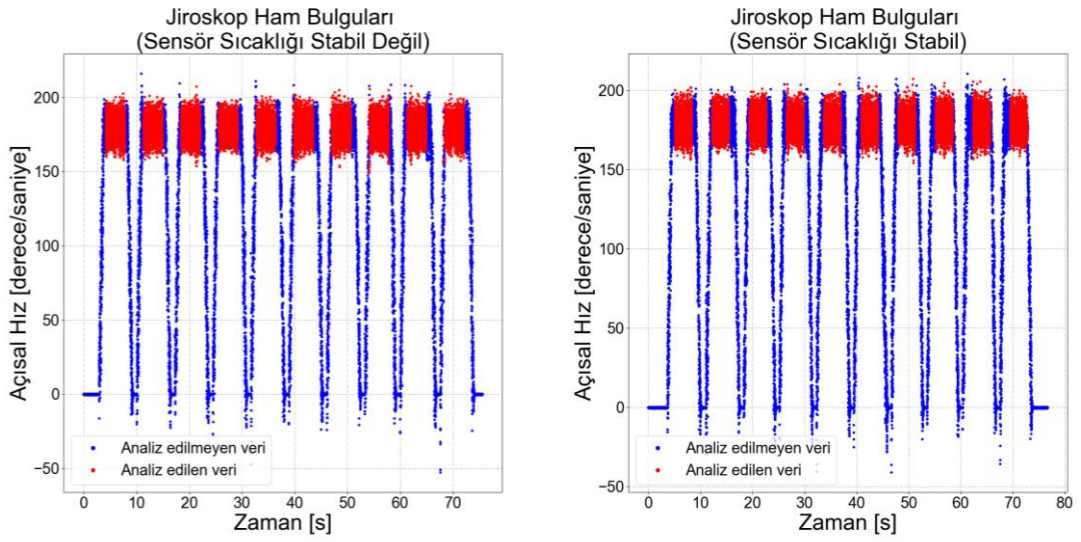 Jiroskop Ham Bulguları
(Sensör Sıcaklığı Stabil Değil)
Açısal Hız [derece/saniye]
200
150
100
50
0
−50
Analiz edilmeyen veri
Analiz edilen veri
0 10 20 30 40 50 60 70
Zaman [s]
Jiroskop Ham Bulguları
(Sensör Sıcaklığı Stabil)
Açısal Hız [derece/saniye]
200
150
100
50
0
−50
Analiz edilmeyen veri
Analiz edilen veri
0 10 20 30 40 50 60 70 80
Zaman [s]